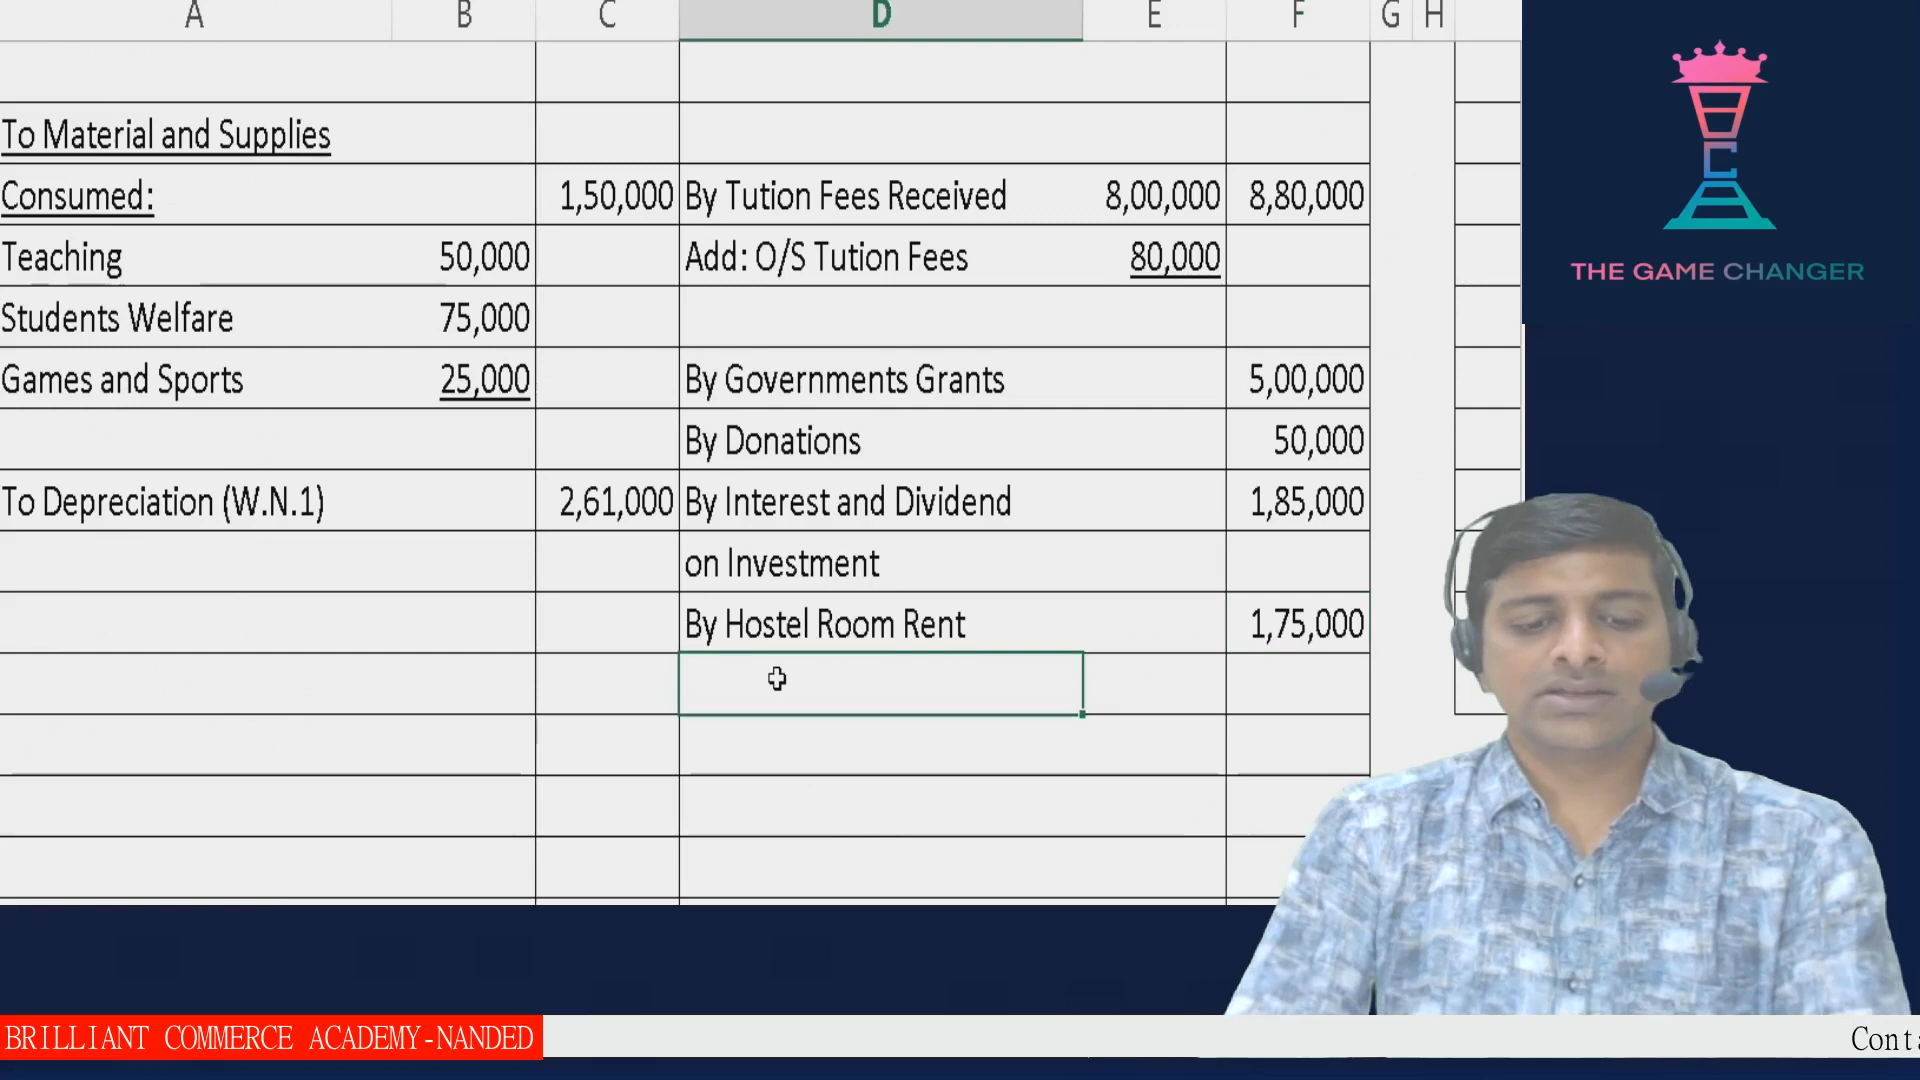 A B C D E F G H
To Material and Supplies
Consumed: 1,50,000 By Tution Fees Received 8,00,000 8,80,000
Teaching 50,000 Add: O/S Tution Fees 80,000
Students Welfare 75,000
Games and Sports 25,000 By Governments Grants 5,00,000
By Donations 50,000
To Depreciation (W.N.1) 2,61,000 By Interest and Dividend 1,85,000
on Investment
By Hostel Room Rent 1,75,000
THE GAME CHANGER
BRILLIANT COMMERCE ACADEMY-NANDED